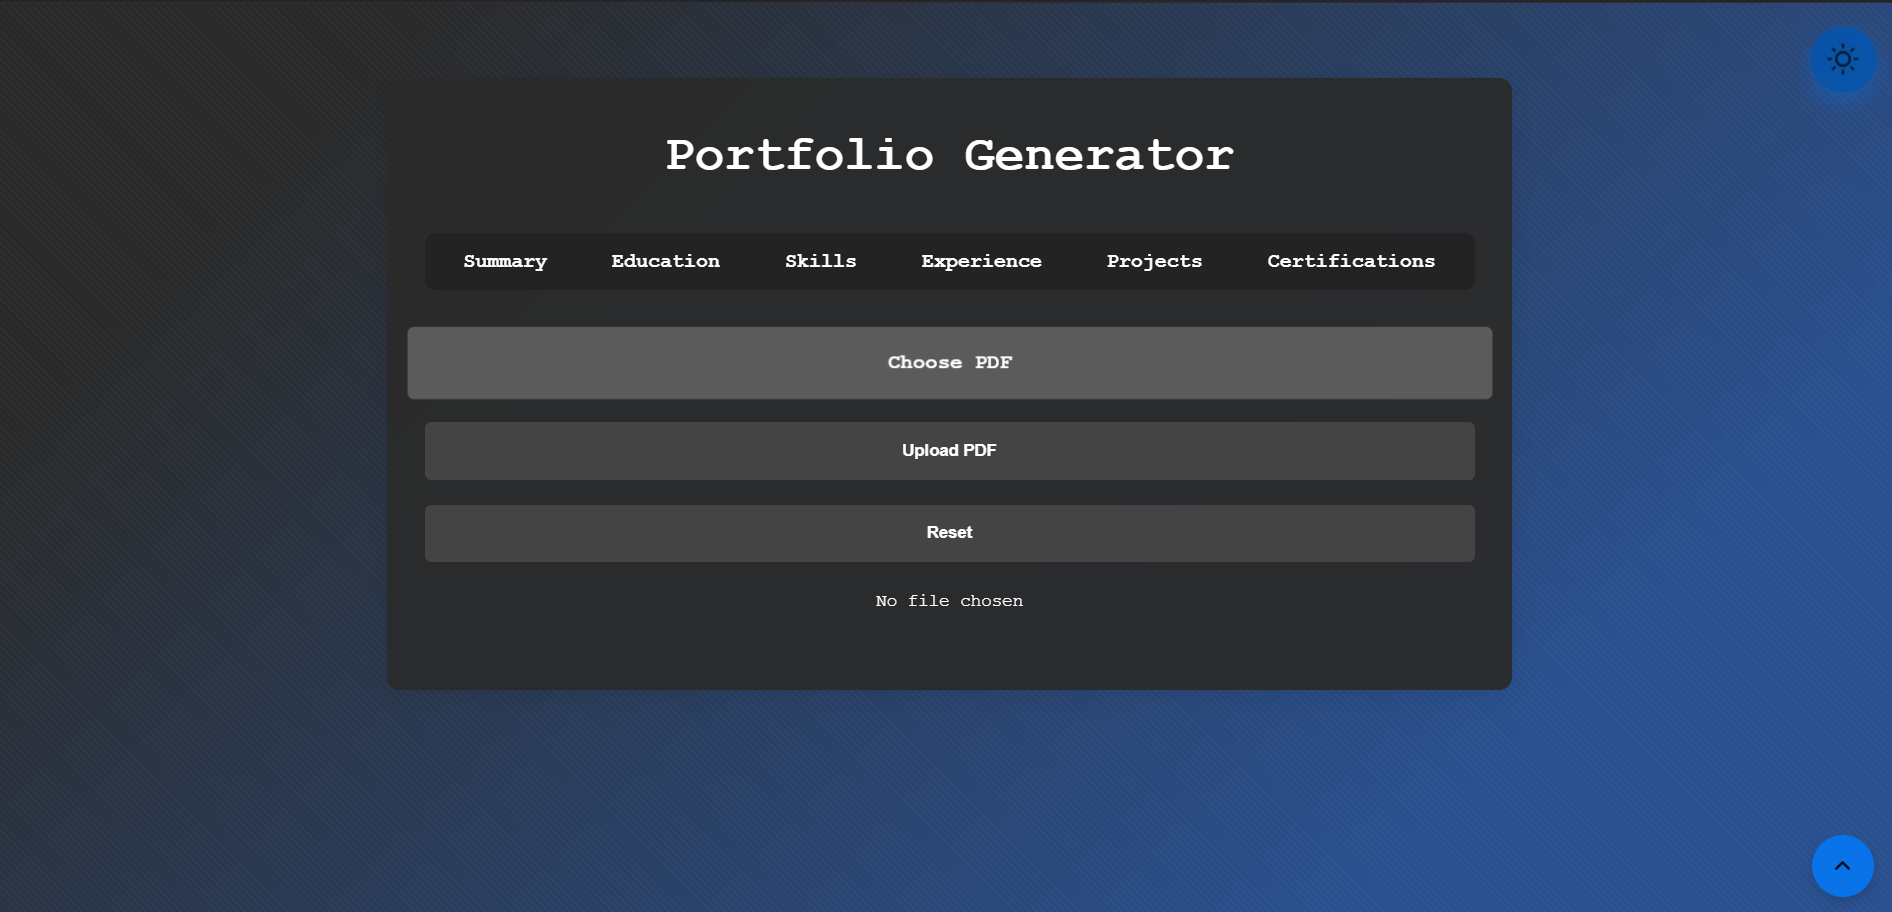 Portfolio Generator
Summary Education Skills Experience Projects Certifications
Choose PDF
Upload PDF
Reset
No file chosen